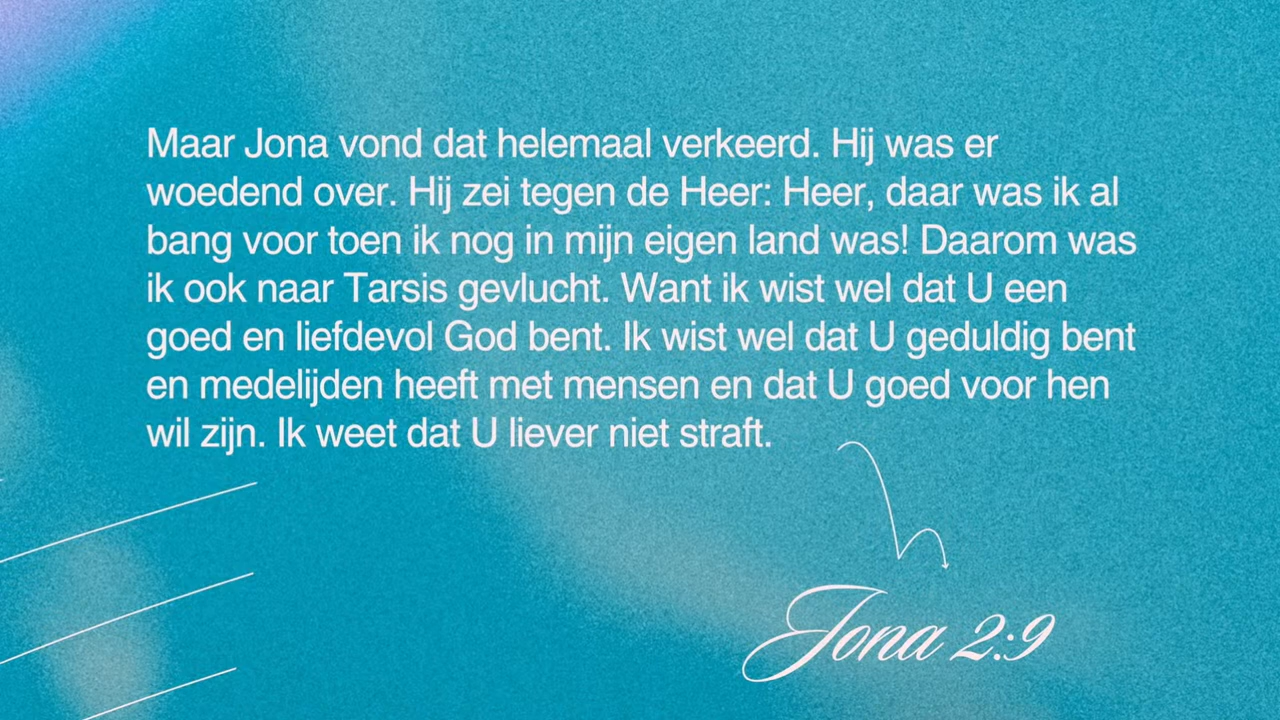 Maar Jona vond dat helemaal verkeerd. Hij was er
woedend over. Hij zei tegen de Heer: Heer, daar was ik al
bang voor toen ik nog in mijn eigen land was! Daarom was
ik ook naar Tarsis gevlucht. Want ik wist wel dat U een
goed en liefdevol God bent. Ik wist wel dat U geduldig bent
en medelijden heeft met mensen en dat U goed voor hen
wil zijn. Ik weet dat U liever niet straft.
Jona 2:9